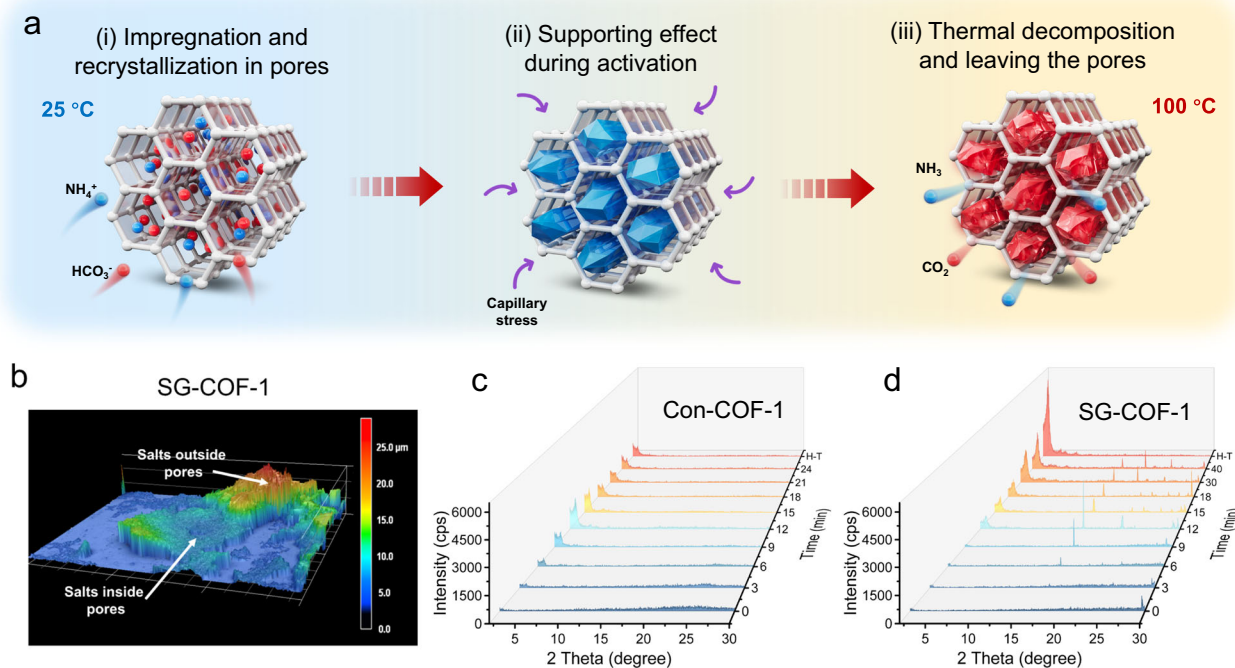 a
(i) Impregnation and
recrystallization in pores
25 °C
NH₄⁺
HCO₃⁻
(ii) Supporting effect
during activation
Capillary
stress
(iii) Thermal decomposition
and leaving the pores
100 °C
NH₃
CO₂
b
SG-COF-1
Salts outside
pores
Salts inside
pores
25.0 µm
20.0
15.0
10.0
5.0
0.0
c
Con-COF-1
Intensity (cps)
6000
4500
3000
1500
0
5 10 15 20 25 30
2 Theta (degree)
H-T
24
21
18
15
12
9
6
3
0
Time (min)
d
SG-COF-1
Intensity (cps)
6000
4500
3000
1500
0
5 10 15 20 25 30
2 Theta (degree)
H-T
40
30
18
15
12
9
6
3
0
Time (min)